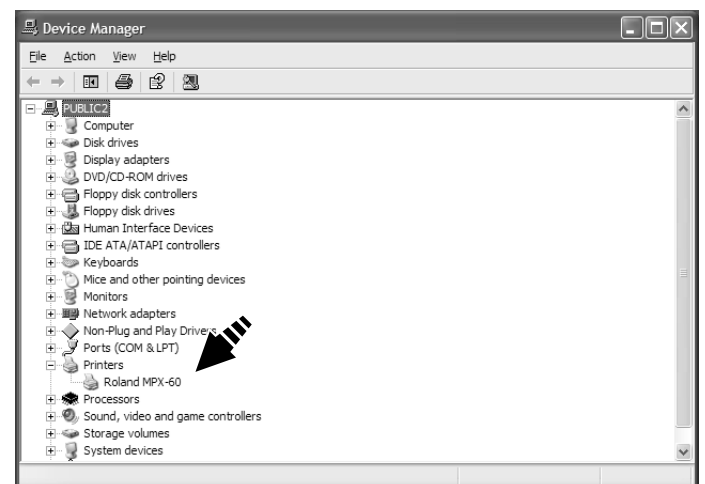 Device Manager
File Action View Help
PUBLIC2
Computer
Disk drives
Display adapters
DVD/CD-ROM drives
Floppy disk controllers
Floppy disk drives
Human Interface Devices
IDE ATA/ATAPI controllers
Keyboards
Mice and other pointing devices
Monitors
Network adapters
Non-Plug and Play Drivers
Ports (COM & LPT)
Printers
Roland MPX-60
Processors
Sound, video and game controllers
Storage volumes
System devices